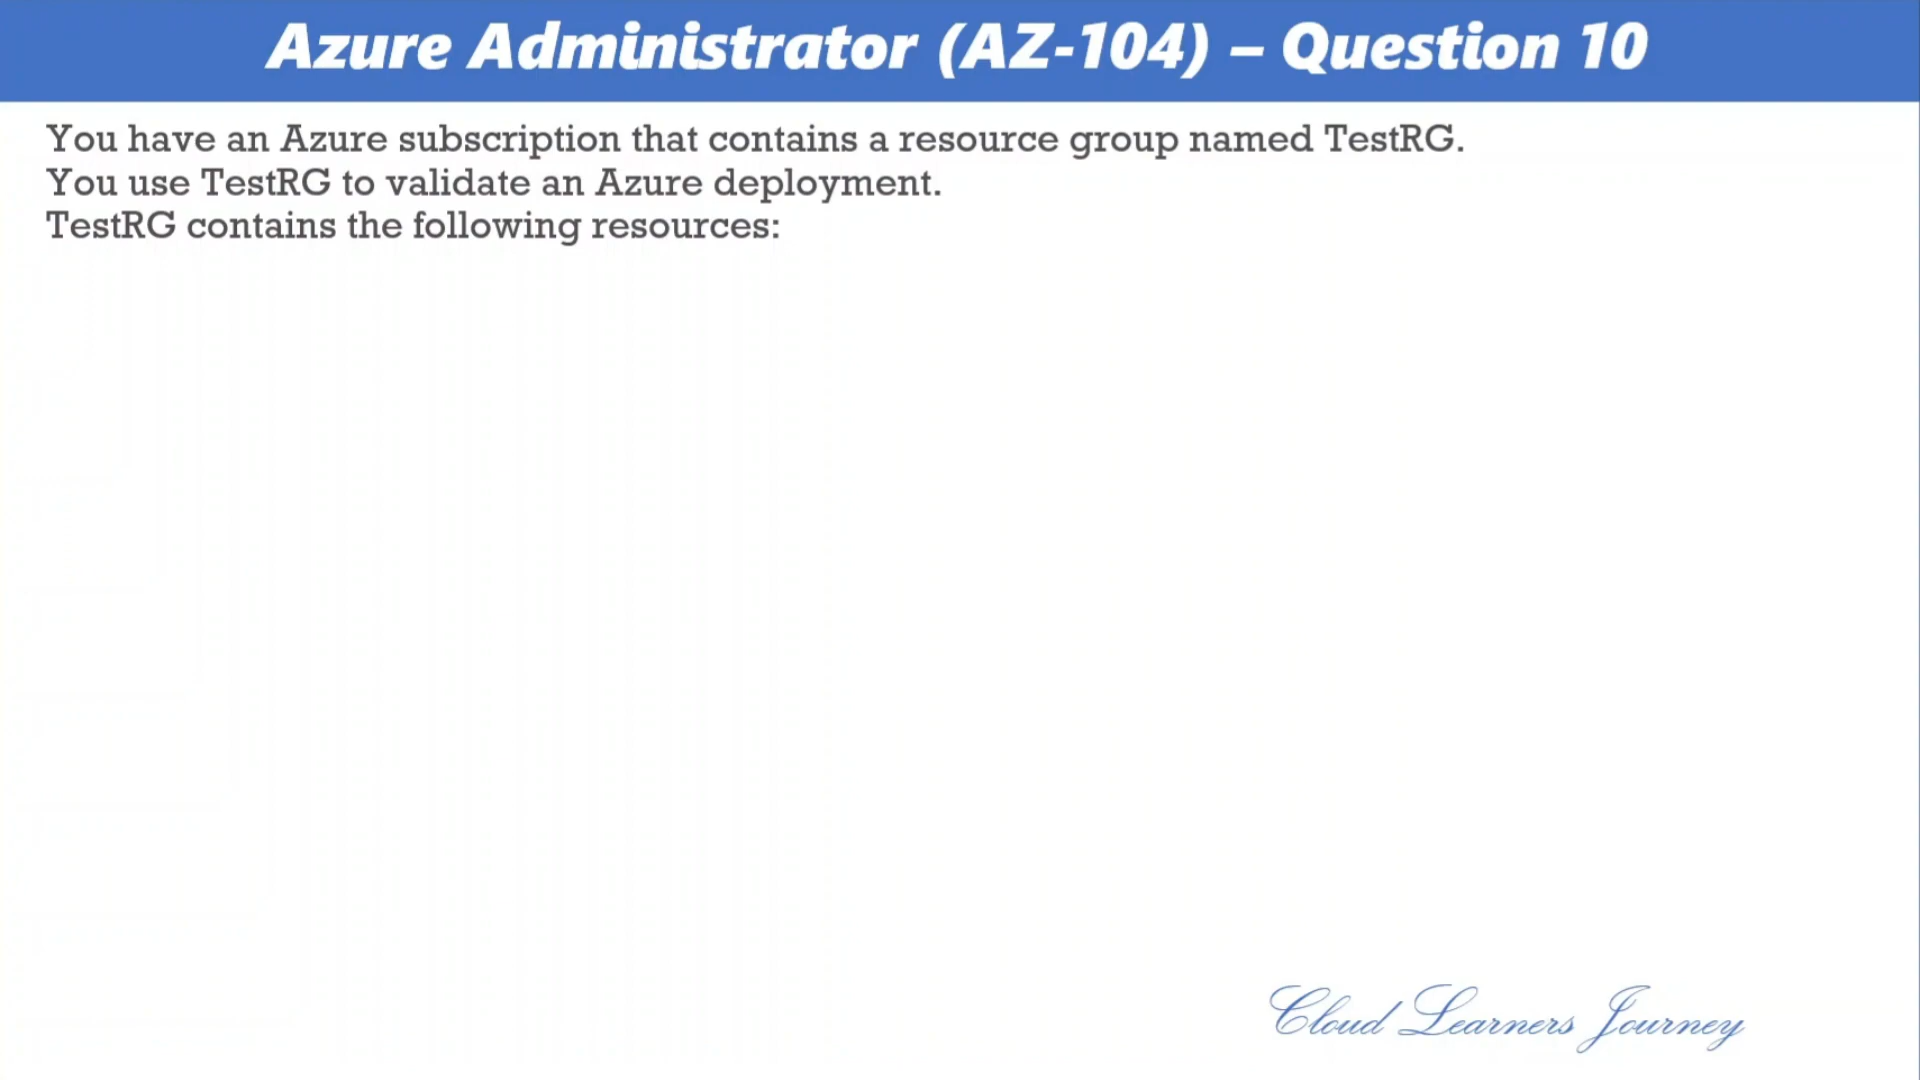 Azure Administrator (AZ-104) – Question 10
You have an Azure subscription that contains a resource group named TestRG.
You use TestRG to validate an Azure deployment.
TestRG contains the following resources:
Cloud Learners Journey